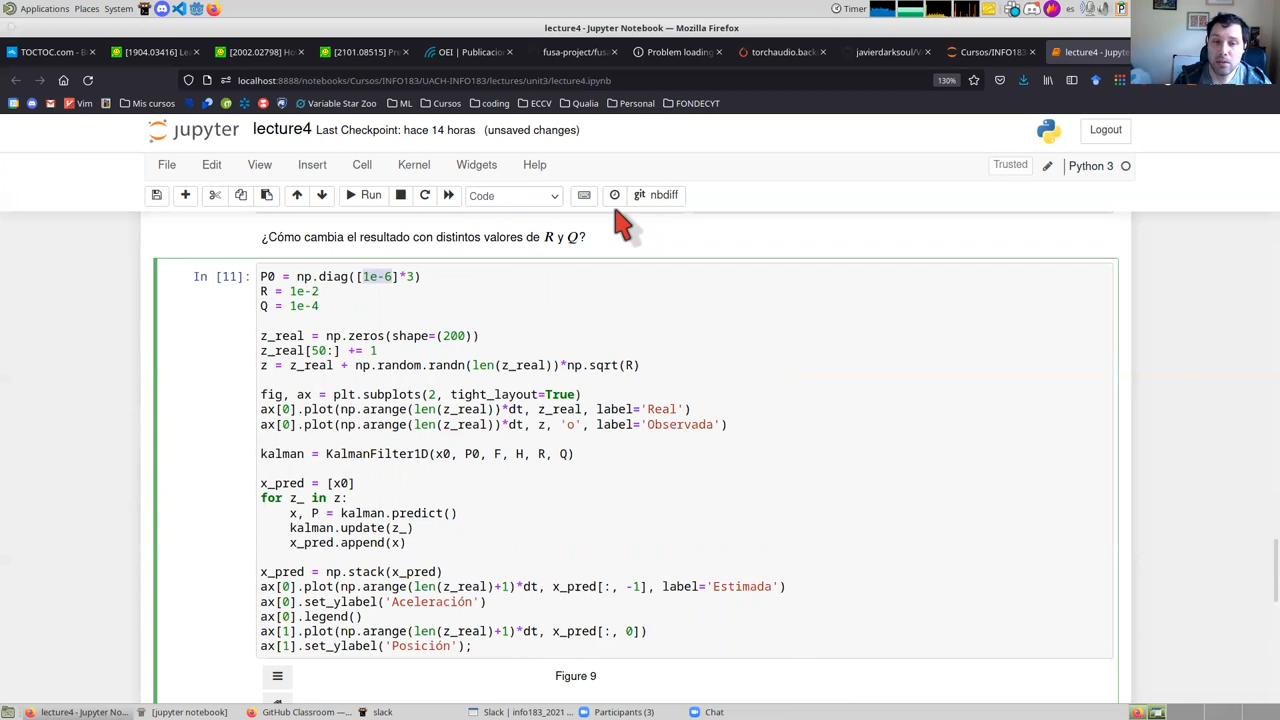 Applications Places System
Timer
es
lecture4 - Jupyter Notebook — Mozilla Firefox
TOCTOC.com - B
[1904.03416] Le
[2002.02798] Ho
[2101.08515] Pre
OEI | Publicacio
fusa-project/fus
Problem loading
torchaudio.back
javierdarksoul/V
Cursos/INFO183
lecture4 - Jupyt
localhost:8888/notebooks/Cursos/INFO183/UACH-INFO183/lectures/unit3/lecture4.ipynb
130%
Vim
Mis cursos
Variable Star Zoo
ML
Cursos
coding
ECCV
Qualia
Personal
FONDECYT
jupyter lecture4 Last Checkpoint: hace 14 horas (unsaved changes)
Logout
File Edit View Insert Cell Kernel Widgets Help
Trusted
Python 3
Run
Code
git nbdiff
¿Cómo cambia el resultado con distintos valores de R y Q?
In [11]:
P0 = np.diag([1e-6]*3)
R = 1e-2
Q = 1e-4
z_real = np.zeros(shape=(200))
z_real[50:] += 1
z = z_real + np.random.randn(len(z_real))*np.sqrt(R)
fig, ax = plt.subplots(2, tight_layout=True)
ax[0].plot(np.arange(len(z_real))*dt, z_real, label='Real')
ax[0].plot(np.arange(len(z_real))*dt, z, 'o', label='Observada')
kalman = KalmanFilter1D(x0, P0, F, H, R, Q)
x_pred = [x0]
for z_ in z:
    x, P = kalman.predict()
    kalman.update(z_)
    x_pred.append(x)
x_pred = np.stack(x_pred)
ax[0].plot(np.arange(len(z_real)+1)*dt, x_pred[:, -1], label='Estimada')
ax[0].set_ylabel('Aceleración')
ax[0].legend()
ax[1].plot(np.arange(len(z_real)+1)*dt, x_pred[:, 0])
ax[1].set_ylabel('Posición');
Figure 9
lecture4 - Jupyter No...
[jupyter notebook]
GitHub Classroom —...
slack
Slack | info183_2021 ...
Participants (3)
Chat